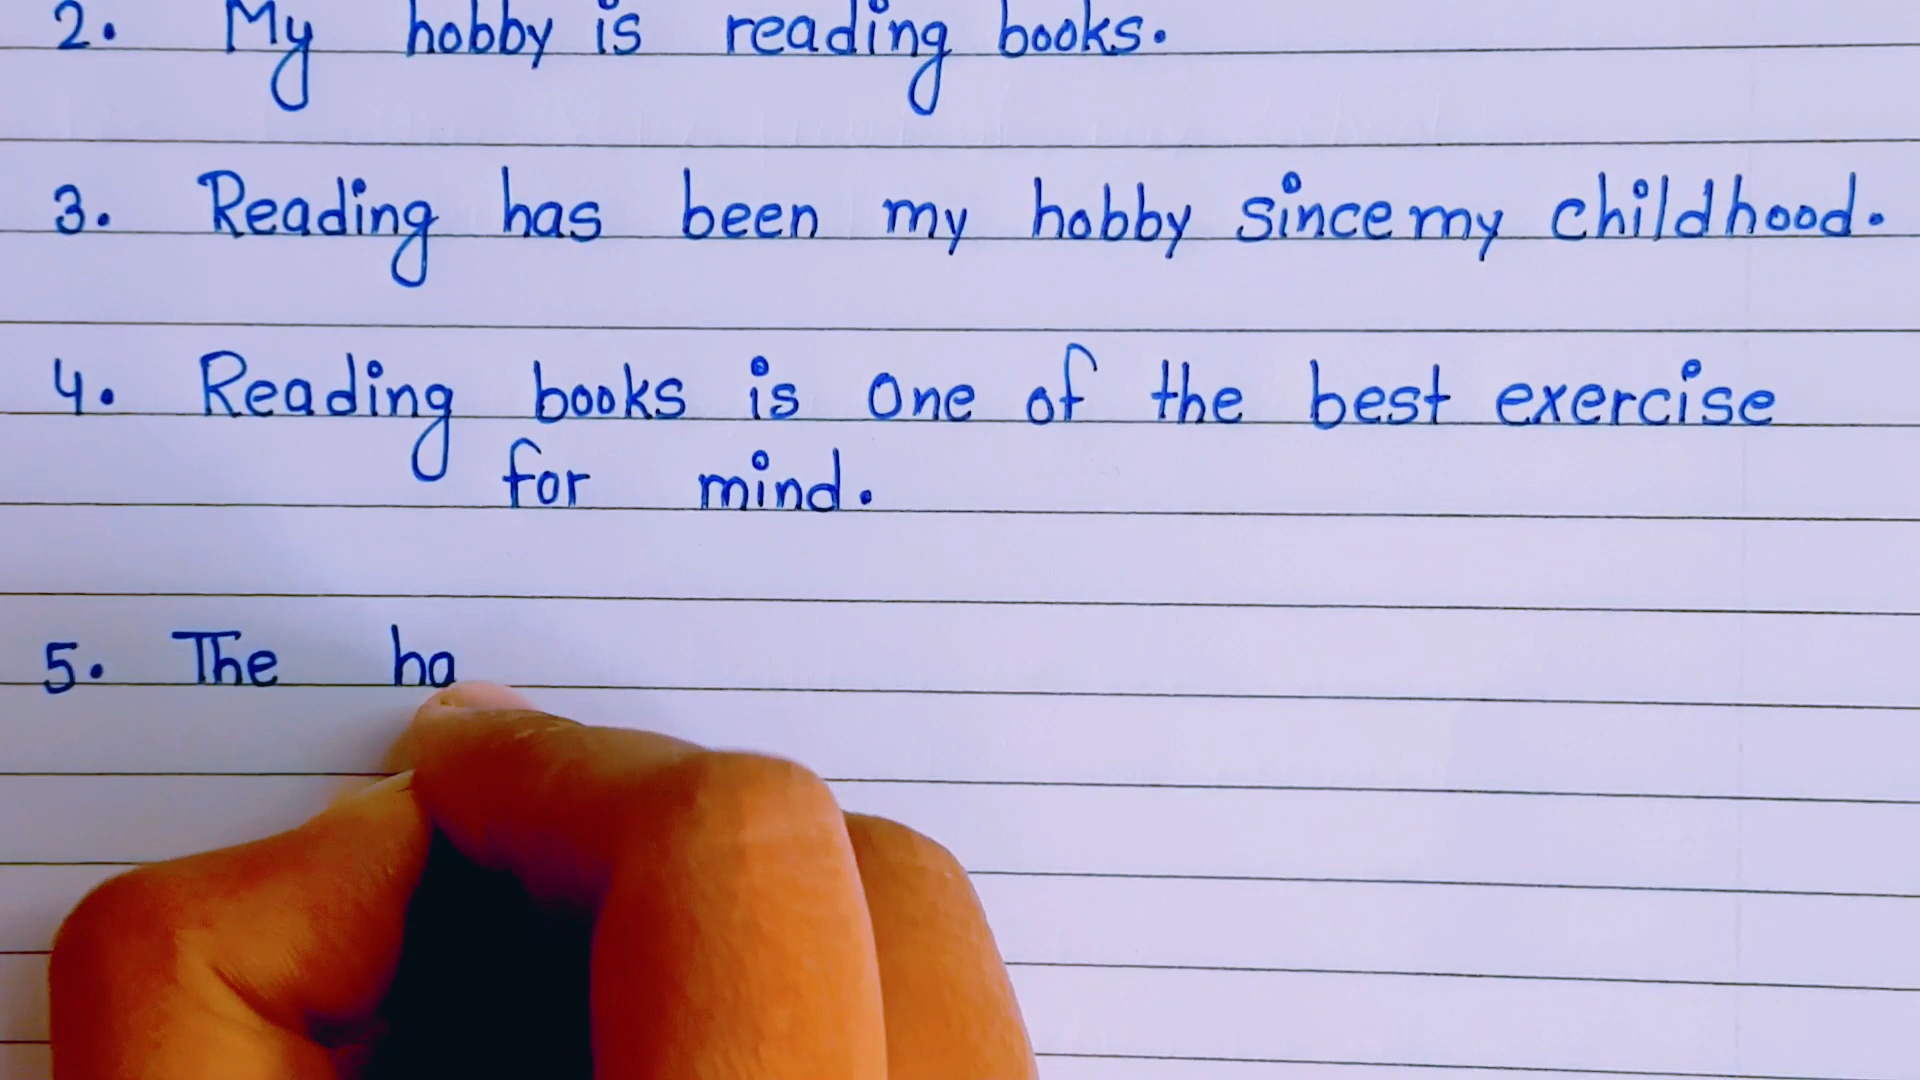 2. My hobby is reading books.
3. Reading has been my hobby since my childhood.
4. Reading books is one of the best exercise
for mind.
5. The ha